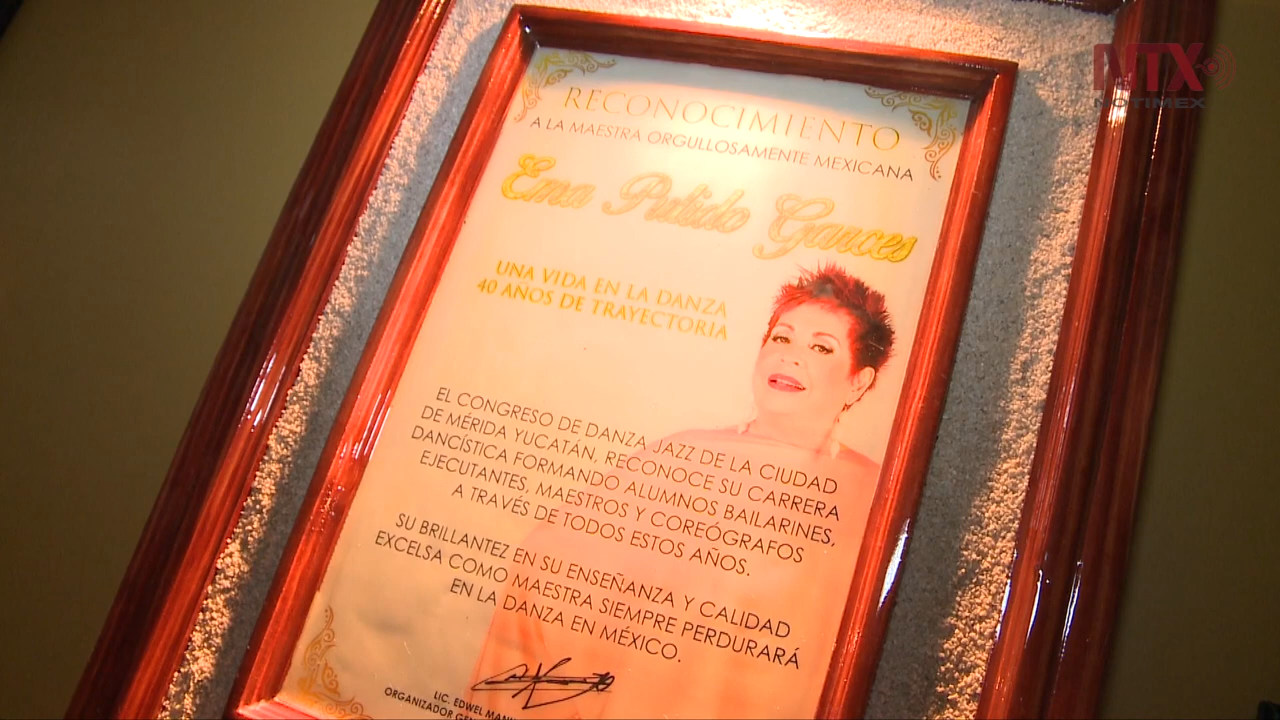 NTX
NOTIMEX
RECONOCIMIENTO
A LA MAESTRA ORGULLOSAMENTE MEXICANA
Ema Pulido Garces
UNA VIDA EN LA DANZA
40 AÑOS DE TRAYECTORIA
EL CONGRESO DE DANZA JAZZ DE LA CIUDAD
DE MÉRIDA YUCATÁN, RECONOCE SU CARRERA
DANCÍSTICA FORMANDO ALUMNOS BAILARINES,
EJECUTANTES, MAESTROS Y COREÓGRAFOS
A TRAVÉS DE TODOS ESTOS AÑOS.
SU BRILLANTEZ EN SU ENSEÑANZA Y CALIDAD
EXCELSA COMO MAESTRA SIEMPRE PERDURARÁ
EN LA DANZA EN MÉXICO.
LIC. EDWEL
ORGANIZADOR